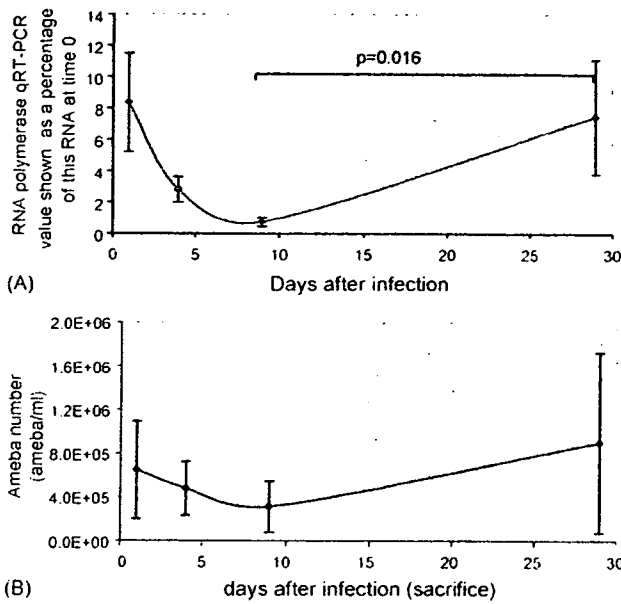 RNA polymerase qRT-PCR
value shown as a percentage
of this RNA at time 0
14
12
10
8
6
4
2
0
p=0.016
0 5 10 15 20 25 30
(A) Days after infection
Ameba number
(ameba/ml)
2.0E+06
1.6E+06
1.2E+06
8.0E+05
4.0E+05
0.0E+00
0 5 10 15 20 25 30
(B) days after infection (sacrifice)